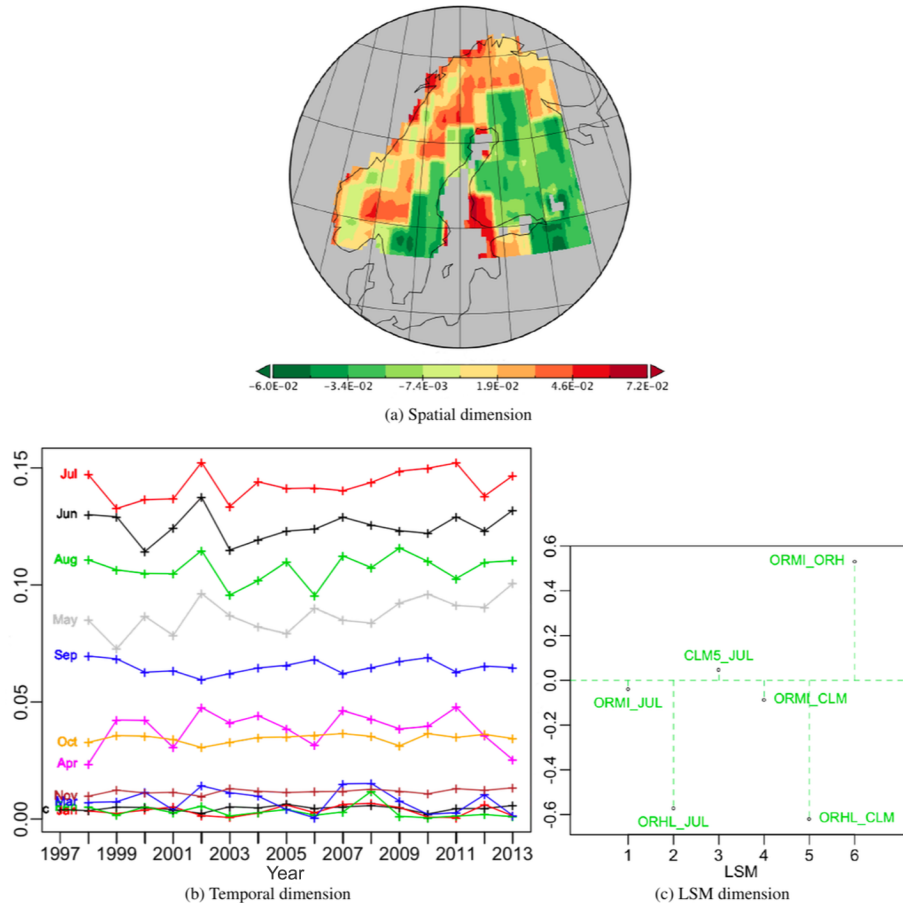 -6.0E-02 -3.4E-02 -7.4E-03 1.9E-02 4.6E-02 7.2E-02
(a) Spatial dimension
0.15
Jul
Jun
Aug
0.10
May
Sep
0.05
Oct
Apr
Nov
Mar
Jan
c
0.00
1997 1999 2001 2003 2005 2007 2009 2011 2013
Year
(b) Temporal dimension
0.6
ORMI_ORH
0.4
0.2
CLM5_JUL
0.0
ORMI_JUL
ORMI_CLM
-0.2
-0.4
-0.6
ORHL_JUL
ORHL_CLM
1 2 3 4 5 6
LSM
(c) LSM dimension